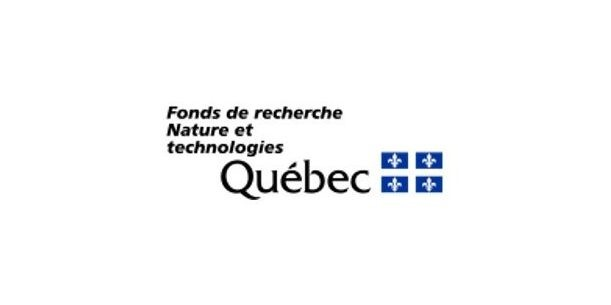 Fonds de recherche
Nature et
technologies
Québec